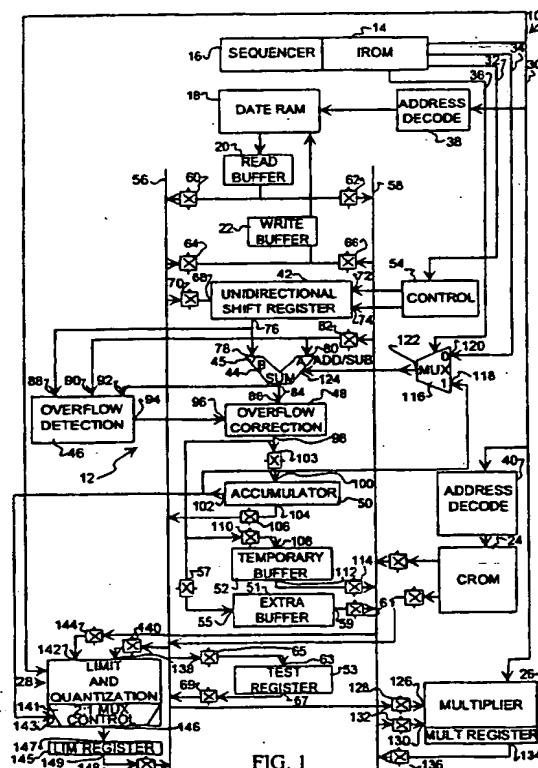 10
14
34
16
SEQUENCER
IROM
32
36
30
18
DATE RAM
ADDRESS
DECODE
38
20
READ
BUFFER
56
60
62
58
22
WRITE
BUFFER
64
66
54
42
70
68
72
UNIDIRECTIONAL
SHIFT REGISTER
CONTROL
74
76
82
122
120
78
80
45
B
A
ADD/SUB
0
MUX
118
44
SUM
124
116
1
88
90
92
86
84
48
40
OVERFLOW
DETECTION
94
96
OVERFLOW
CORRECTION
46
12
98
103
100
ADDRESS
DECODE
ACCUMULATOR
102
104
50
106
24
110
108
114
TEMPORARY
BUFFER
CROM
57
52
51
112
EXTRA
BUFFER
55
59
61
144
440
142
138
65
28
LIMIT
AND
QUANTIZATION
63
TEST
REGISTER
53
128
126
26
141
2:1 MUX
CONTROL
69
67
MULTIPLIER
143
146
132
130
MULT REGISTER
147
LIM REGISTER
134
145
149
148
136
FIG. 1